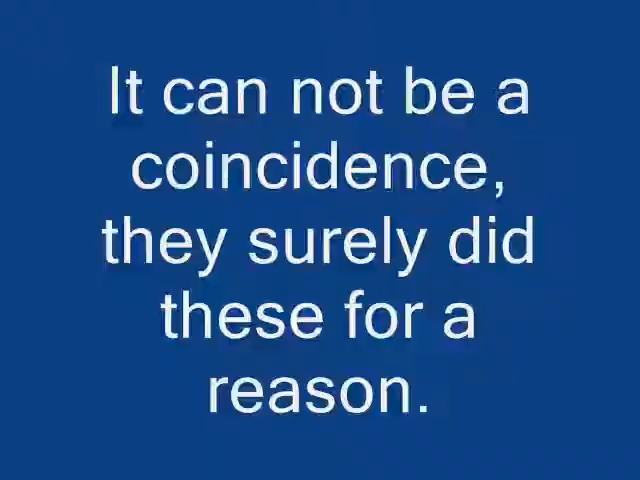 It can not be a
coincidence,
they surely did
these for a
reason.